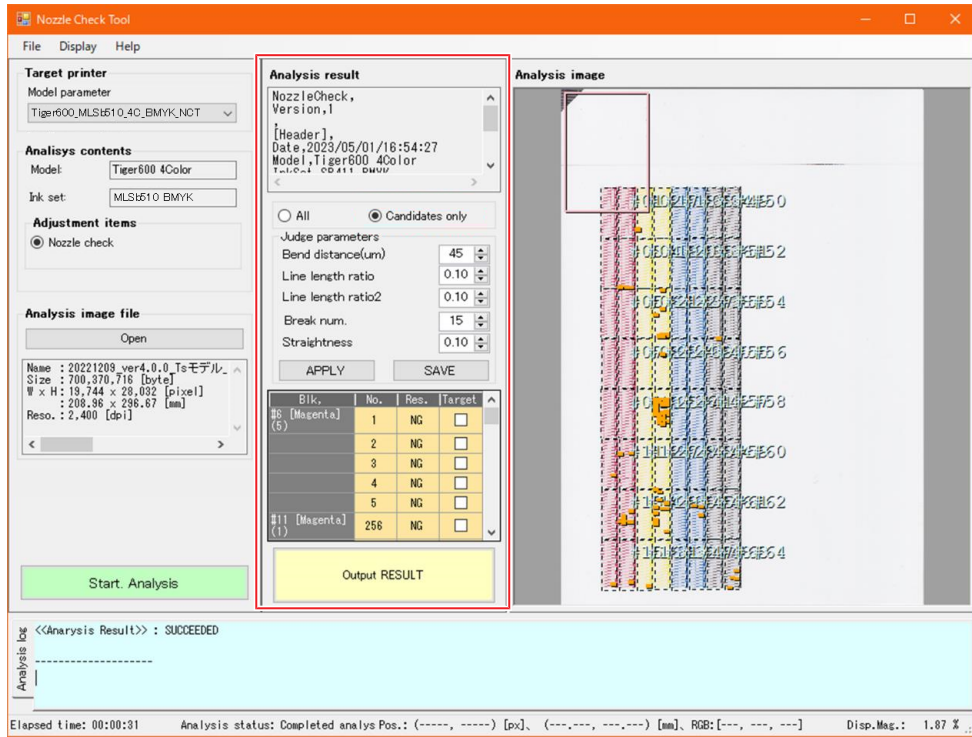 Nozzle Check Tool
File Display Help
Target printer
Model parameter
Tiger600_MLSb510_4C_BMYK_NCT
Analisys contents
Model: Tiger600 4Color
Ink set: MLSb510 BMYK
Adjustment items
Nozzle check
Analysis image file
Open
Name :20221209_ver4.0.0_Tsモデル_
Size :700,370,716 [byte]
W x H:19,744 x 28,032 [pixel]
:208.96 x 296.67 [mm]
Reso.:2,400 [dpi]
Start. Analysis
Analysis result
NozzleCheck,
Version,1
,
[Header],
Date,2023/05/01/16:54:27
Model,Tiger600 4Color
InkSet,SB411 BMYK
All Candidates only
Judge parameters
Bend distance(um) 45
Line length ratio 0.10
Line length ratio2 0.10
Break num. 15
Straightness 0.10
APPLY SAVE
Blk, No. Res. Target
#6 [Magenta] (5) 1 NG
2 NG
3 NG
4 NG
5 NG
#11 [Magenta] (1) 256 NG
Output RESULT
Analysis image
Analysis log
<<Anarysis Result>> : SUCCEEDED
--------------------
Elapsed time: 00:00:31 Analysis status: Completed analys Pos.: (-----, -----) [px]、 (---.---, ---.---) [mm]、 RGB:[---, ---, ---] Disp.Mag.: 1.87 %